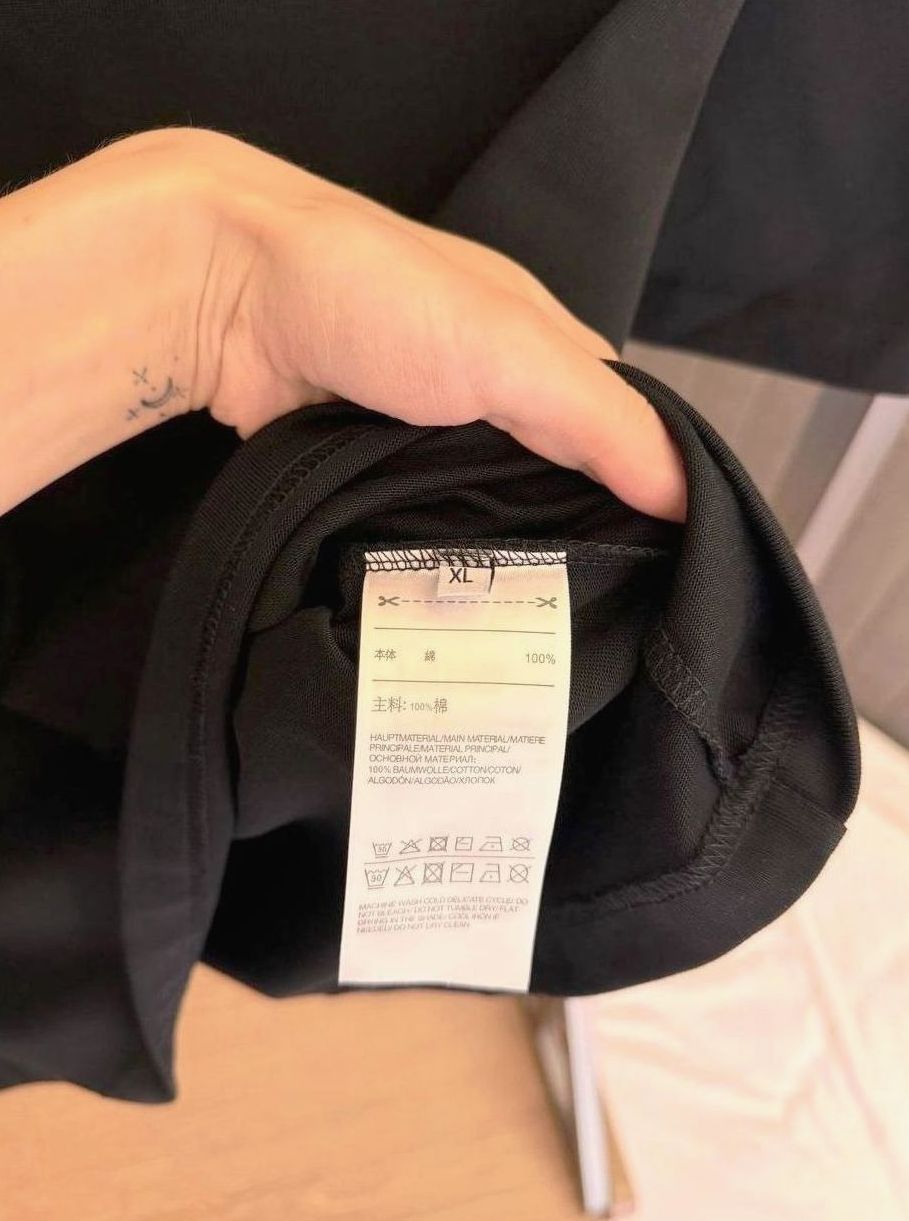 XL
本体 綿 100%
主料: 100%棉
HAUPTMATERIAL/MAIN MATERIAL/MATIERE
PRINCIPALE/MATERIAL PRINCIPAL/
ОСНОВНОЙ МАТЕРИАЛ:
100% BAUMWOLLE/COTTON/COTON/
ALGODÓN/ALGODÃO/ХЛОПОК
30
30
MACHINE WASH COLD DELICATE CYCLE/ DO
NOT BLEACH/ DO NOT TUMBLE DRY/ FLAT
DRYING IN THE SHADE/ COOL IRON IF
NEEDED/ DO NOT DRY CLEAN